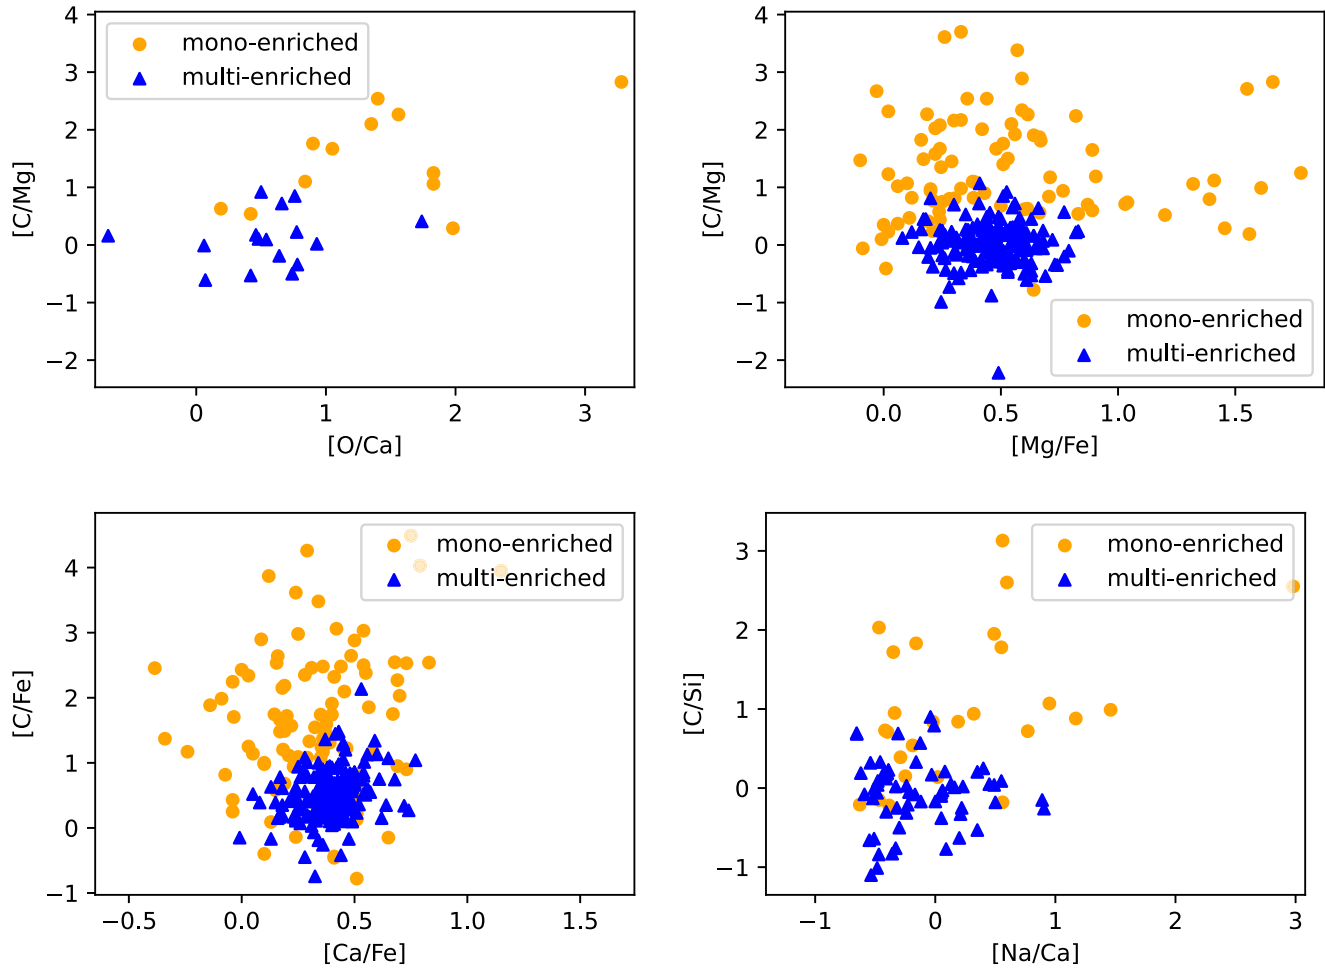 4
3
2
1
0
−1
−2
[C/Mg]
mono-enriched
multi-enriched
0 1 2 3
[O/Ca]
4
3
2
1
0
−1
−2
[C/Mg]
mono-enriched
multi-enriched
0.0 0.5 1.0 1.5
[Mg/Fe]
4
3
2
1
0
−1
[C/Fe]
mono-enriched
multi-enriched
−0.5 0.0 0.5 1.0 1.5
[Ca/Fe]
3
2
1
0
−1
[C/Si]
mono-enriched
multi-enriched
−1 0 1 2 3
[Na/Ca]